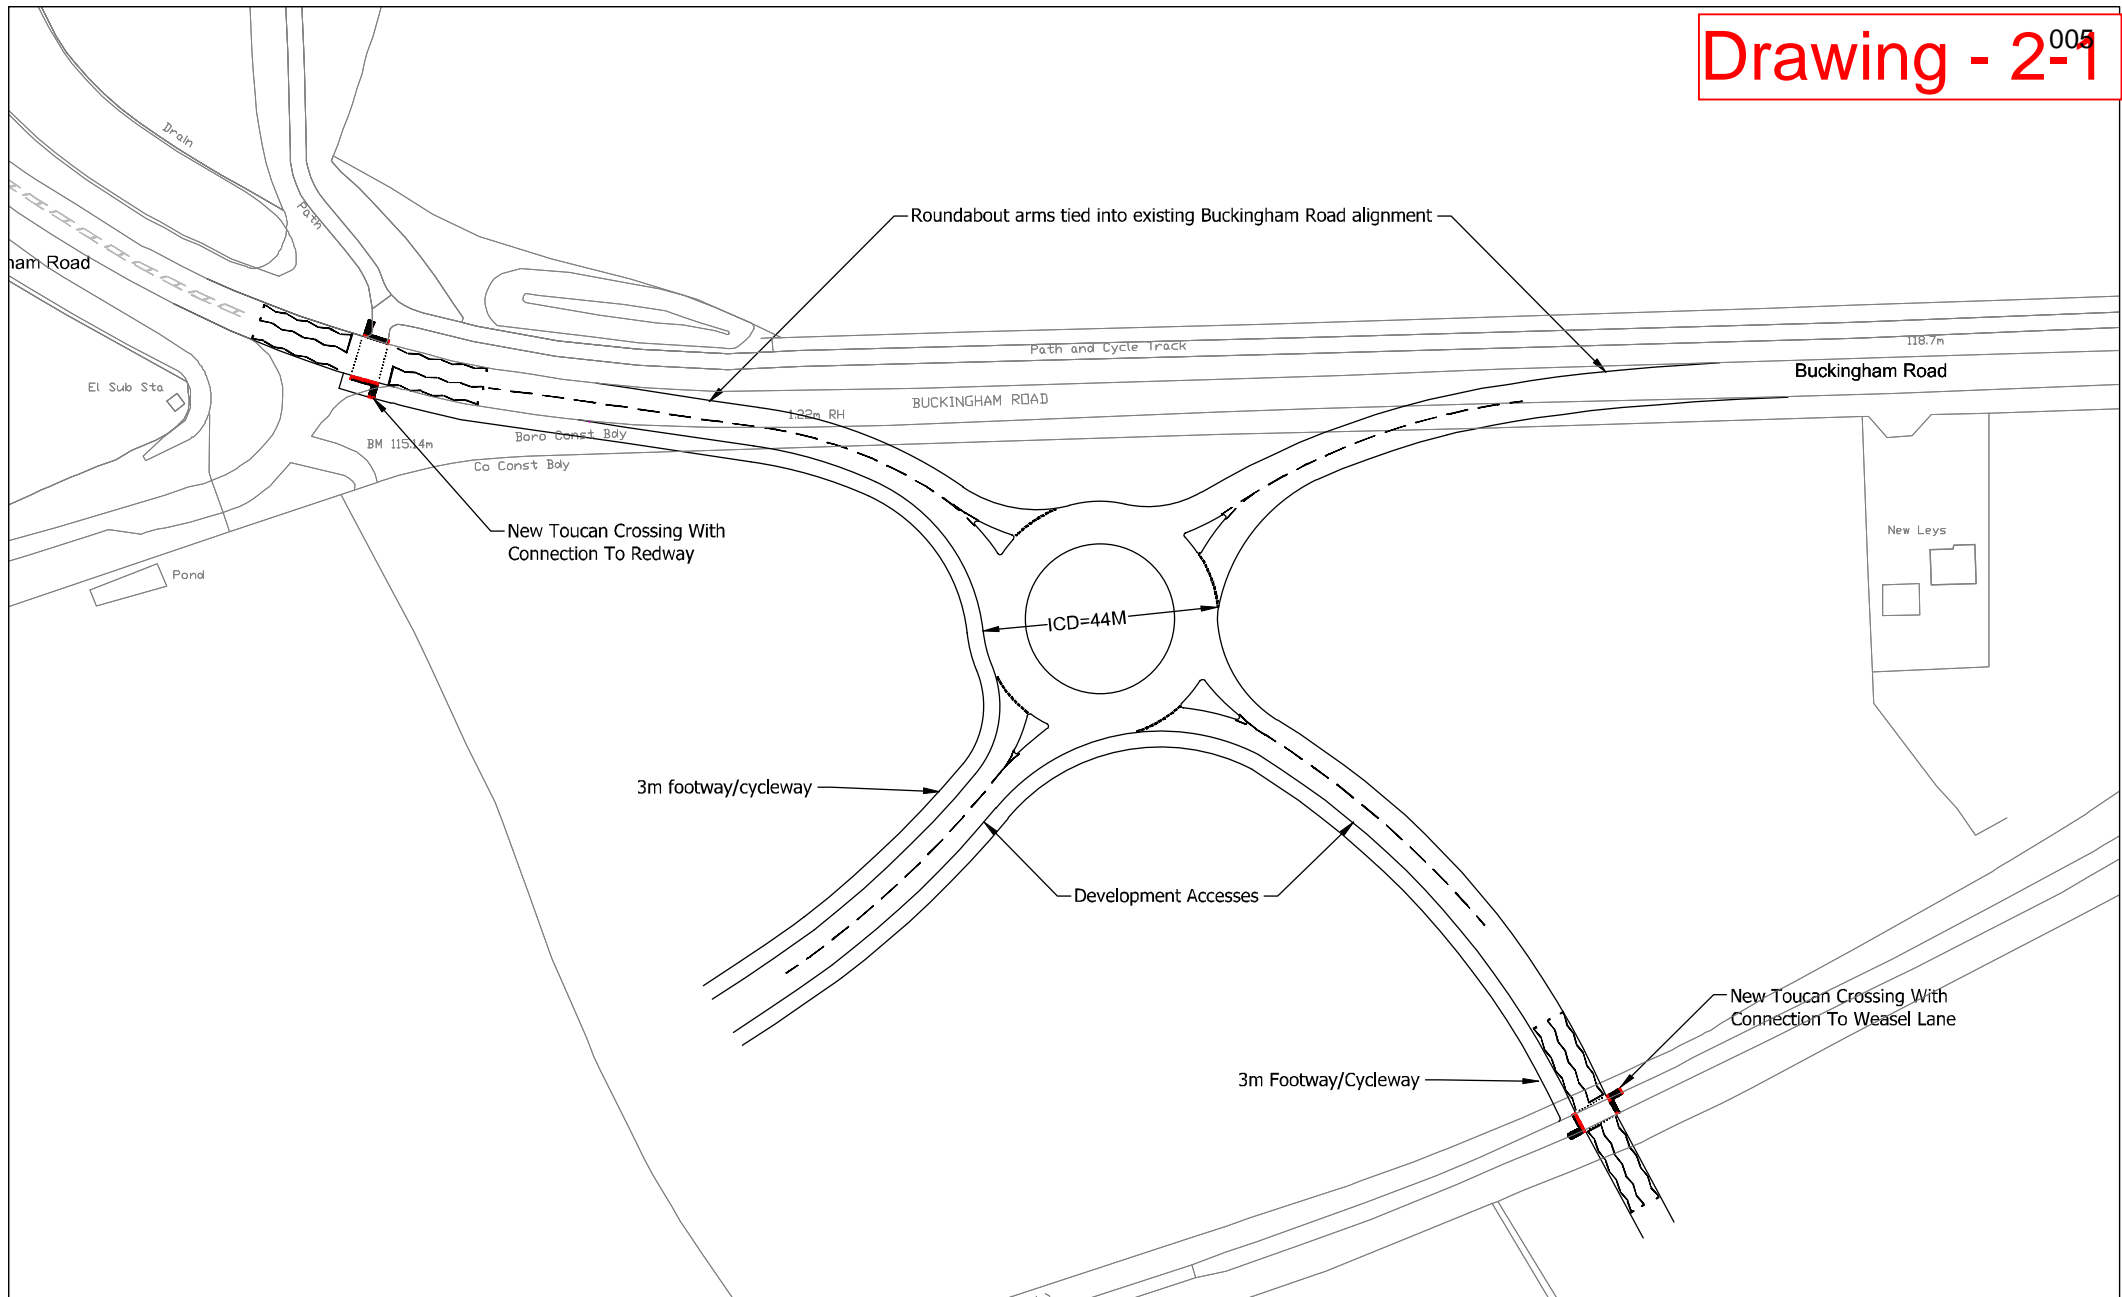 005
Drawing - 2-1
Drain
Path
ham Road
Roundabout arms tied into existing Buckingham Road alignment
Path and Cycle Track
118.7m
Buckingham Road
El Sub Sta
BUCKINGHAM ROAD
1.22m RH
Boro Const Bdy
BM 115.14m
Co Const Bdy
New Toucan Crossing With
Connection To Redway
New Leys
Pond
ICD=44M
3m footway/cycleway
Development Accesses
New Toucan Crossing With
Connection To Weasel Lane
3m Footway/Cycleway